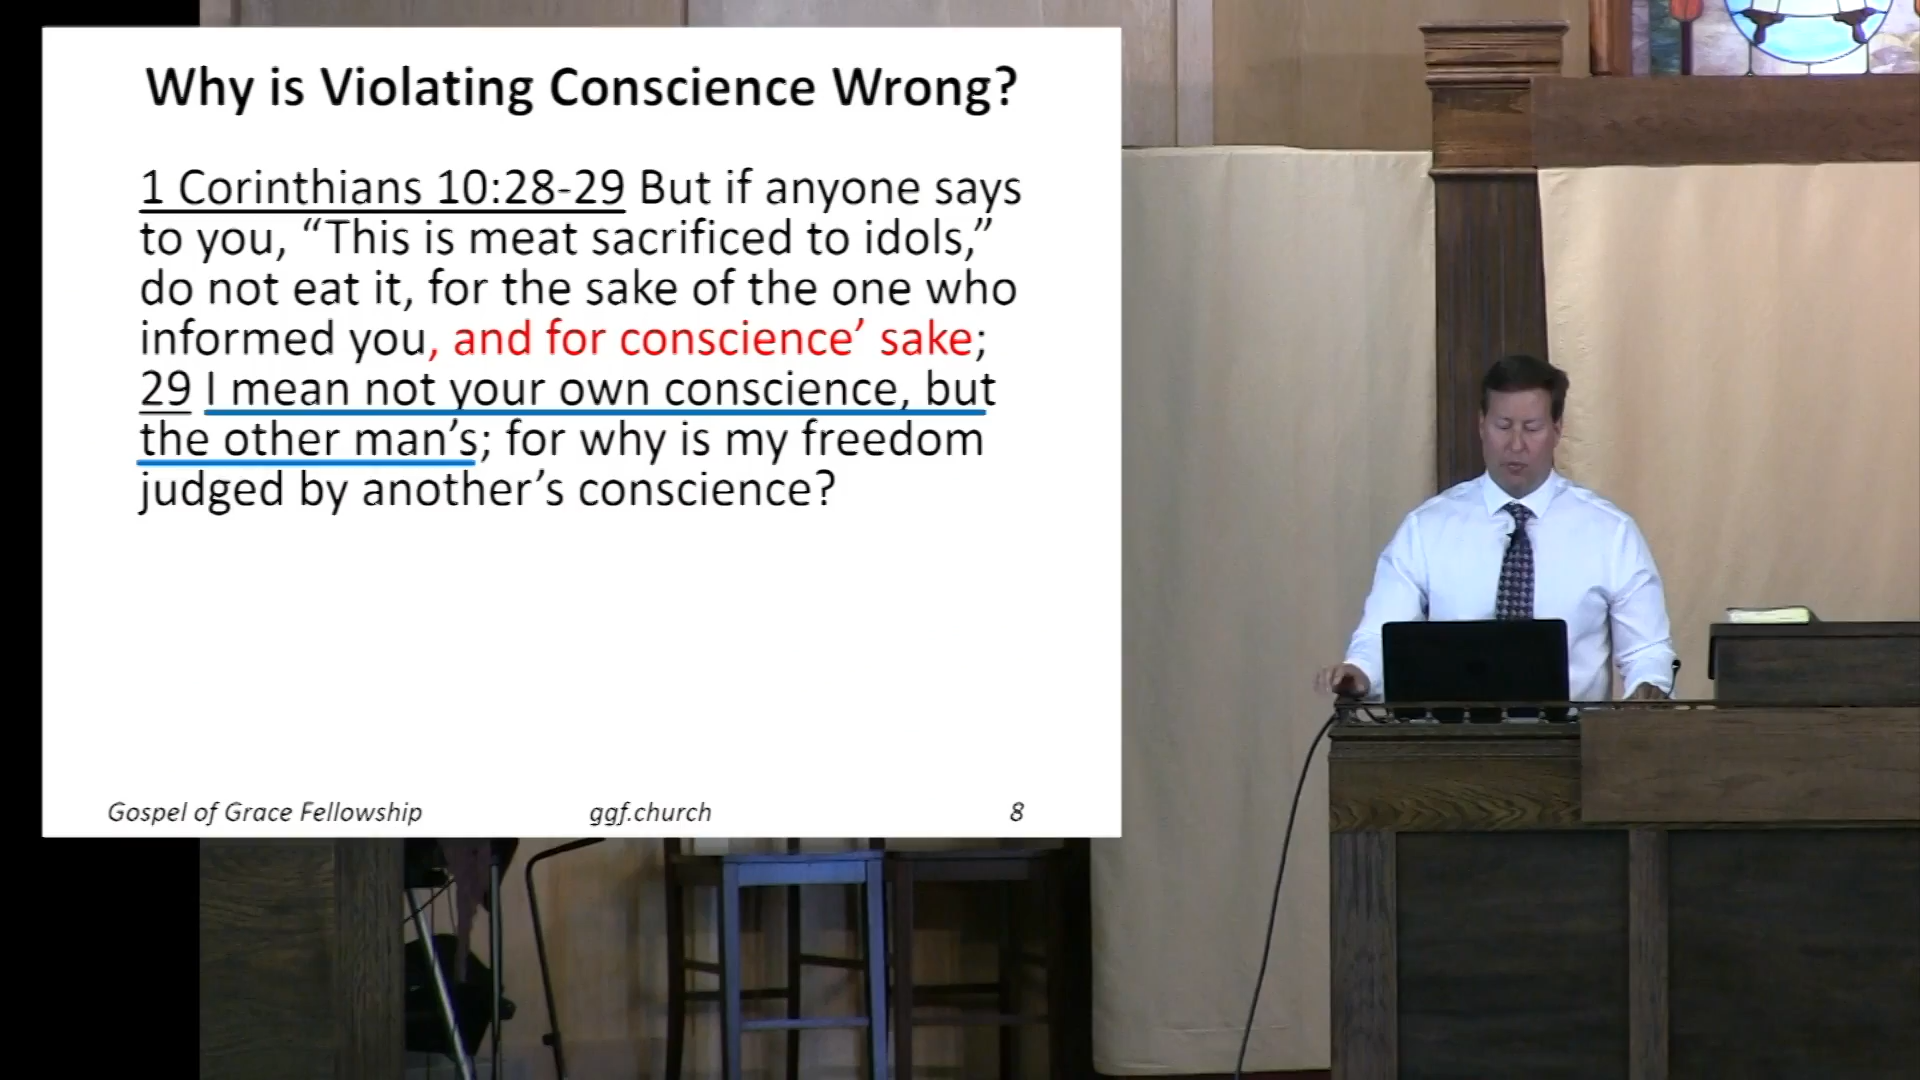 Why is Violating Conscience Wrong?
1 Corinthians 10:28-29 But if anyone says
to you, “This is meat sacrificed to idols,”
do not eat it, for the sake of the one who
informed you, and for conscience’ sake;
29 I mean not your own conscience, but
the other man’s; for why is my freedom
judged by another’s conscience?
Gospel of Grace Fellowship ggf.church 8